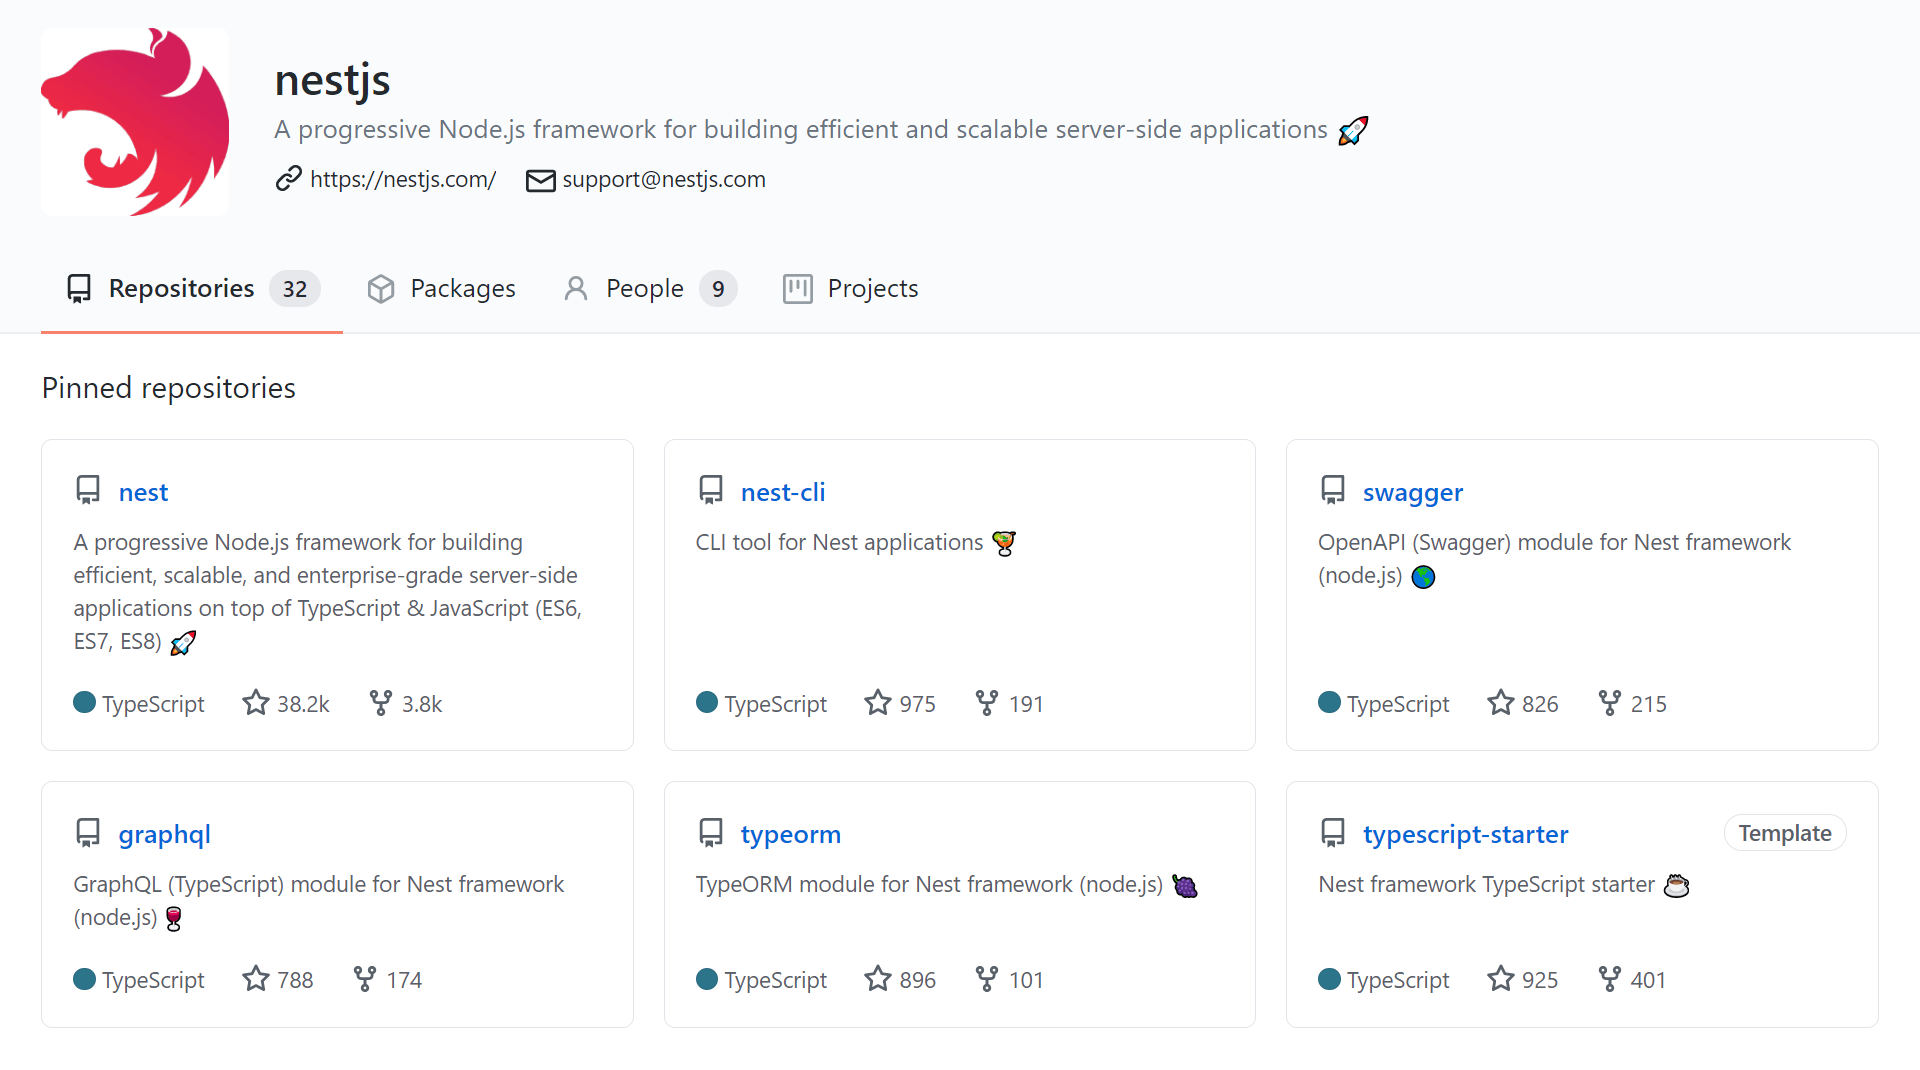 nestjs
A progressive Node.js framework for building efficient and scalable server-side applications 🚀
https://nestjs.com/ support@nestjs.com
Repositories 32 Packages People 9 Projects
Pinned repositories
nest
A progressive Node.js framework for building
efficient, scalable, and enterprise-grade server-side
applications on top of TypeScript & JavaScript (ES6,
ES7, ES8) 🚀
TypeScript 38.2k 3.8k
nest-cli
CLI tool for Nest applications 🍹
TypeScript 975 191
swagger
OpenAPI (Swagger) module for Nest framework
(node.js) 🌎
TypeScript 826 215
graphql
GraphQL (TypeScript) module for Nest framework
(node.js) 🍷
TypeScript 788 174
typeorm
TypeORM module for Nest framework (node.js) 🍇
TypeScript 896 101
typescript-starter Template
Nest framework TypeScript starter ☕
TypeScript 925 401